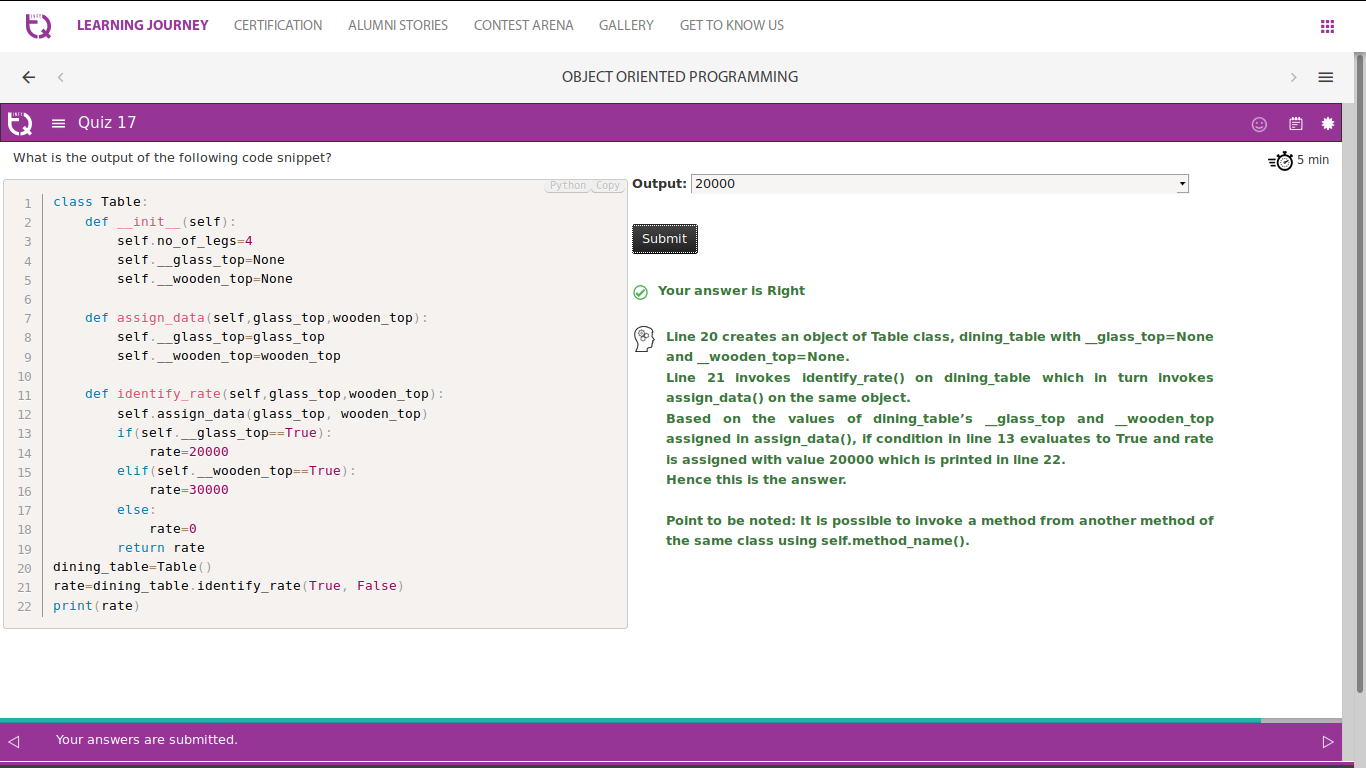 LEARNING JOURNEY CERTIFICATION ALUMNI STORIES CONTEST ARENA GALLERY GET TO KNOW US
OBJECT ORIENTED PROGRAMMING
Quiz 17
What is the output of the following code snippet?
5 min
Python Copy
1 class Table:
2     def __init__(self):
3         self.no_of_legs=4
4         self.__glass_top=None
5         self.__wooden_top=None
6
7     def assign_data(self,glass_top,wooden_top):
8         self.__glass_top=glass_top
9         self.__wooden_top=wooden_top
10
11     def identify_rate(self,glass_top,wooden_top):
12         self.assign_data(glass_top, wooden_top)
13         if(self.__glass_top==True):
14             rate=20000
15         elif(self.__wooden_top==True):
16             rate=30000
17         else:
18             rate=0
19         return rate
20 dining_table=Table()
21 rate=dining_table.identify_rate(True, False)
22 print(rate)
Output: 20000
Submit
Your answer is Right
Line 20 creates an object of Table class, dining_table with __glass_top=None
and __wooden_top=None.
Line 21 invokes identify_rate() on dining_table which in turn invokes
assign_data() on the same object.
Based on the values of dining_table’s __glass_top and __wooden_top
assigned in assign_data(), if condition in line 13 evaluates to True and rate
is assigned with value 20000 which is printed in line 22.
Hence this is the answer.
Point to be noted: It is possible to invoke a method from another method of
the same class using self.method_name().
Your answers are submitted.